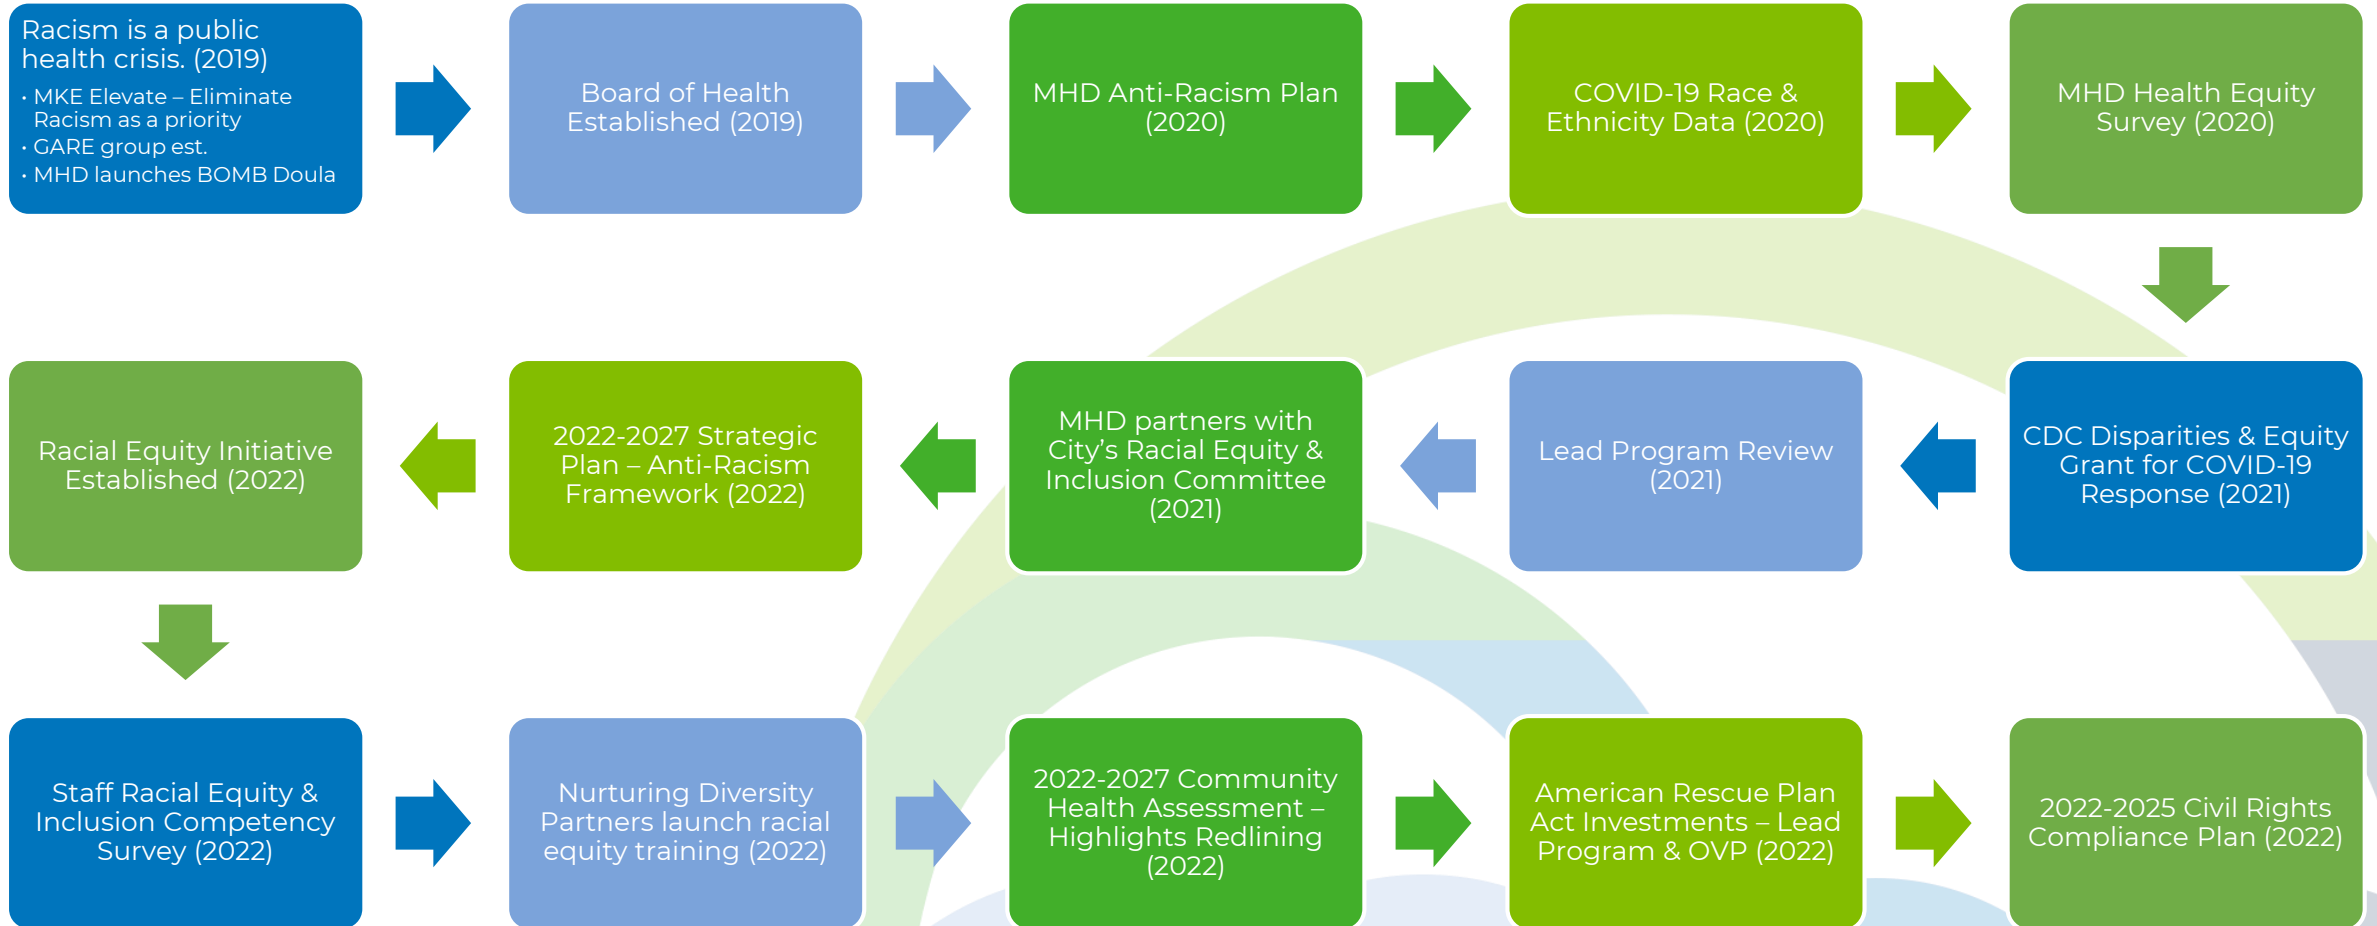 Racism is a public
health crisis. (2019)
• MKE Elevate – Eliminate
Racism as a priority
• GARE group est.
• MHD launches BOMB Doula
Board of Health
Established (2019)
MHD Anti-Racism Plan
(2020)
COVID-19 Race &
Ethnicity Data (2020)
MHD Health Equity
Survey (2020)
CDC Disparities & Equity
Grant for COVID-19
Response (2021)
Lead Program Review
(2021)
MHD partners with
City’s Racial Equity &
Inclusion Committee
(2021)
2022-2027 Strategic
Plan – Anti-Racism
Framework (2022)
Racial Equity Initiative
Established (2022)
Staff Racial Equity &
Inclusion Competency
Survey (2022)
Nurturing Diversity
Partners launch racial
equity training (2022)
2022-2027 Community
Health Assessment –
Highlights Redlining
(2022)
American Rescue Plan
Act Investments – Lead
Program & OVP (2022)
2022-2025 Civil Rights
Compliance Plan (2022)